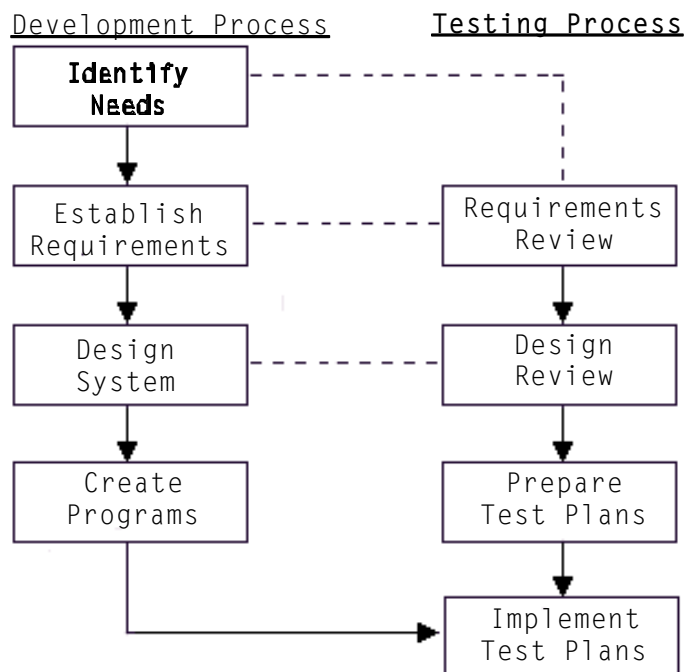 Development Process
Testing Process
Identify
Needs
Establish
Requirements
Requirements
Review
Design
System
Design
Review
Create
Programs
Prepare
Test Plans
Implement
Test Plans